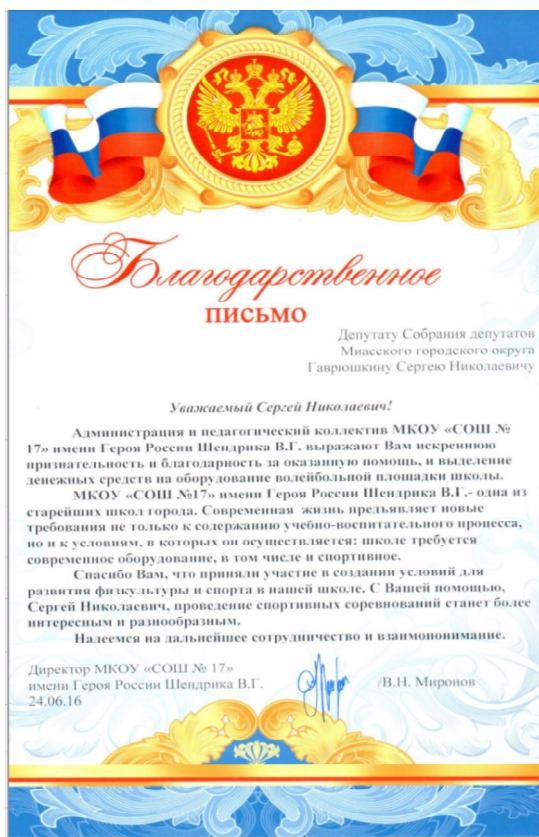 Благодарственное
ПИСЬМО
Депутату Собрания депутатов
Миасского городского округа
Гаврюшкину Сергею Николаевичу
Уважаемый Сергей Николаевич!
Администрация и педагогический коллектив МКОУ «СОШ №
17» имени Героя России Шендрика В.Г. выражают Вам искреннюю
признательность и благодарность за оказанную помощь, и выделение
денежных средств на оборудование волейбольной площадки школы.
МКОУ «СОШ №17» имени Героя России Шендрика В.Г.- одна из
старейших школ города. Современная жизнь предъявляет новые
требования не только к содержанию учебно-воспитательного процесса,
но и к условиям, в которых он осуществляется: школе требуется
современное оборудование, в том числе и спортивное.
Спасибо Вам, что приняли участие в создании условий для
развития физкультуры и спорта в нашей школе. С Вашей помощью,
Сергей Николаевич, проведение спортивных соревнований станет более
интересным и разнообразным.
Надеемся на дальнейшее сотрудничество и взаимопонимание.
Директор МКОУ «СОШ № 17»
имени Героя России Шендрика В.Г. /В.Н. Миронов
24.06.16